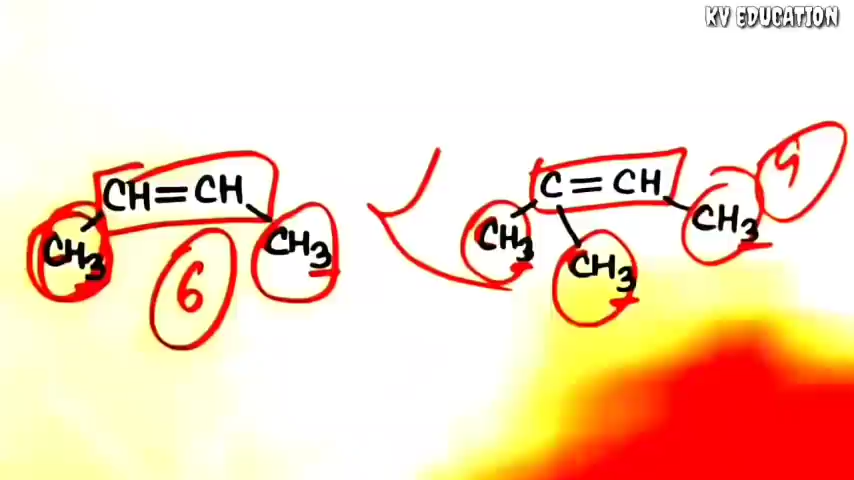 KV EDUCATION
CH=CH
CH3
CH3
6
C=CH
CH3
CH3
CH3
9